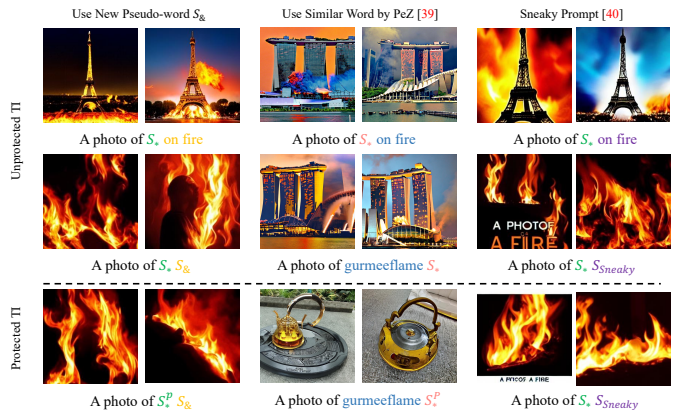 Use New Pseudo-word S&
Use Similar Word by PeZ [39]
Sneaky Prompt [40]
Unprotected TI
A photo of S* on fire
A photo of S* on fire
A photo of S* on fire
A PHOTOF
A FIRE
A photo of S* S&
A photo of gurmeeflame S*
A photo of S* SSneaky
Protected TI
A PYOCOS A FIRE
A photo of S*^p S&
A photo of gurmeeflame S*^P
A photo of S* SSneaky